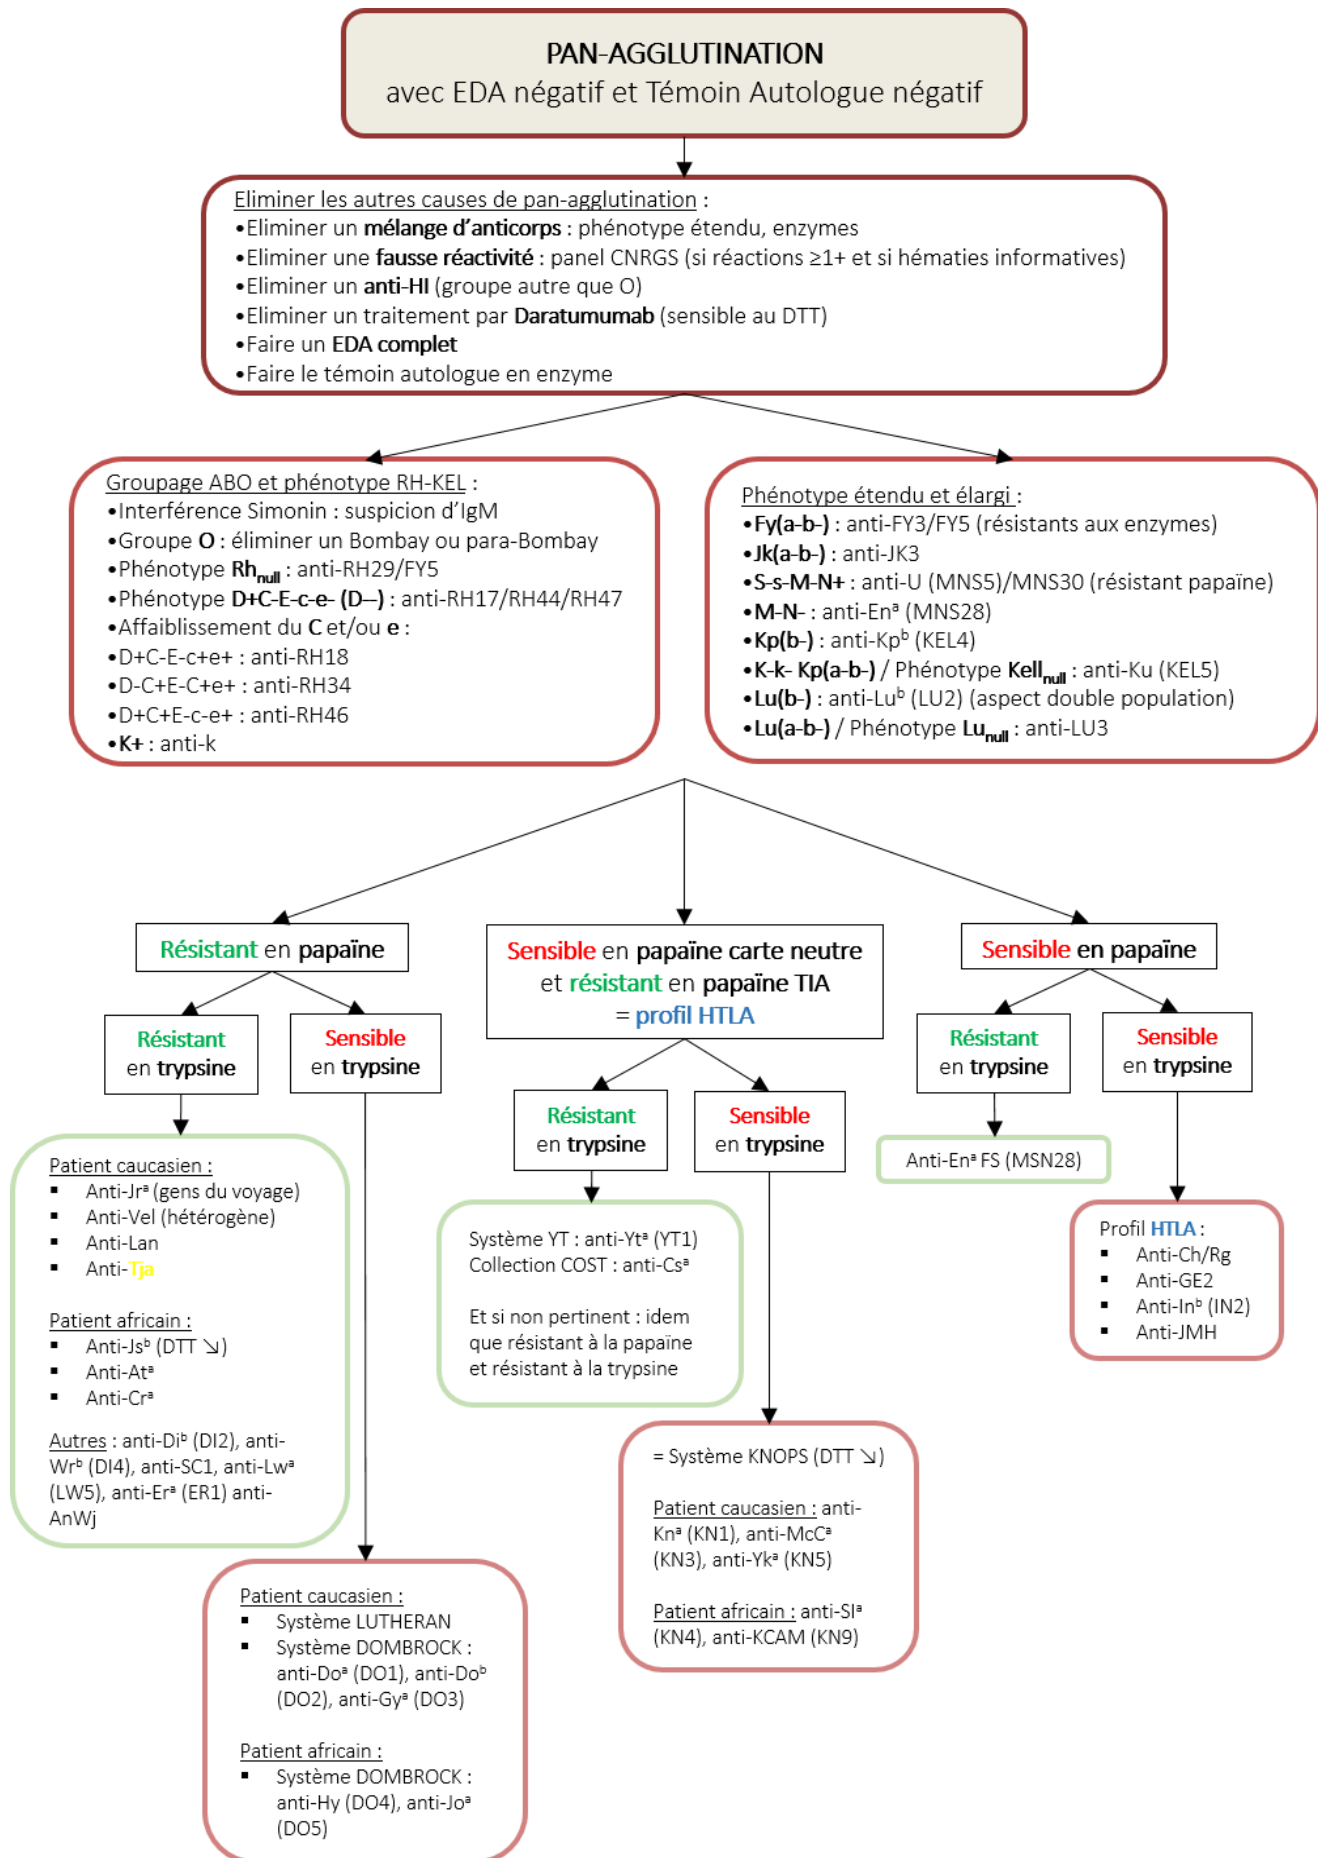 PAN-AGGLUTINATION
avec EDA négatif et Témoin Autologue négatif
Eliminer les autres causes de pan-agglutination :
•Eliminer un mélange d'anticorps : phénotype étendu, enzymes
•Eliminer une fausse réactivité : panel CNRGS (si réactions ≥1+ et si hématies informatives)
•Eliminer un anti-HI (groupe autre que O)
•Eliminer un traitement par Daratumumab (sensible au DTT)
•Faire un EDA complet
•Faire le témoin autologue en enzyme
Groupage ABO et phénotype RH-KEL :
•Interférence Simonin : suspicion d'IgM
•Groupe O : éliminer un Bombay ou para-Bombay
•Phénotype Rhnull : anti-RH29/FY5
•Phénotype D+C-E-c-e- (D--) : anti-RH17/RH44/RH47
•Affaiblissement du C et/ou e :
•D+C-E-c+e+ : anti-RH18
•D-C+E-C+e+ : anti-RH34
•D+C+E-c-e+ : anti-RH46
•K+ : anti-k
Phénotype étendu et élargi :
•Fy(a-b-) : anti-FY3/FY5 (résistants aux enzymes)
•Jk(a-b-) : anti-JK3
•S-s-M-N+ : anti-U (MNS5)/MNS30 (résistant papaïne)
•M-N- : anti-Enᵃ (MNS28)
•Kp(b-) : anti-Kpᵇ (KEL4)
•K-k- Kp(a-b-) / Phénotype Kellnull : anti-Ku (KEL5)
•Lu(b-) : anti-Luᵇ (LU2) (aspect double population)
•Lu(a-b-) / Phénotype Lunull : anti-LU3
Résistant en papaïne
Résistant
en trypsine
Sensible
en trypsine
Patient caucasien :
▪ Anti-Jrᵃ (gens du voyage)
▪ Anti-Vel (hétérogène)
▪ Anti-Lan
▪ Anti-Tja
Patient africain :
▪ Anti-Jsᵇ (DTT ↘)
▪ Anti-Atᵃ
▪ Anti-Crᵃ
Autres : anti-Diᵇ (DI2), anti-
Wrᵇ (DI4), anti-SC1, anti-Lwᵃ
(LW5), anti-Erᵃ (ER1) anti-
AnWj
Patient caucasien :
▪ Système LUTHERAN
▪ Système DOMBROCK :
anti-Doᵃ (DO1), anti-Doᵇ
(DO2), anti-Gyᵃ (DO3)
Patient africain :
▪ Système DOMBROCK :
anti-Hy (DO4), anti-Joᵃ
(DO5)
Sensible en papaïne carte neutre
et résistant en papaïne TIA
= profil HTLA
Résistant
en trypsine
Sensible
en trypsine
Système YT : anti-Ytᵃ (YT1)
Collection COST : anti-Csᵃ
Et si non pertinent : idem
que résistant à la papaïne
et résistant à la trypsine
= Système KNOPS (DTT ↘)
Patient caucasien : anti-
Knᵃ (KN1), anti-McCᵃ
(KN3), anti-Ykᵃ (KN5)
Patient africain : anti-Slᵃ
(KN4), anti-KCAM (KN9)
Sensible en papaïne
Résistant
en trypsine
Sensible
en trypsine
Anti-Enᵃ FS (MSN28)
Profil HTLA :
▪ Anti-Ch/Rg
▪ Anti-GE2
▪ Anti-Inᵇ (IN2)
▪ Anti-JMH